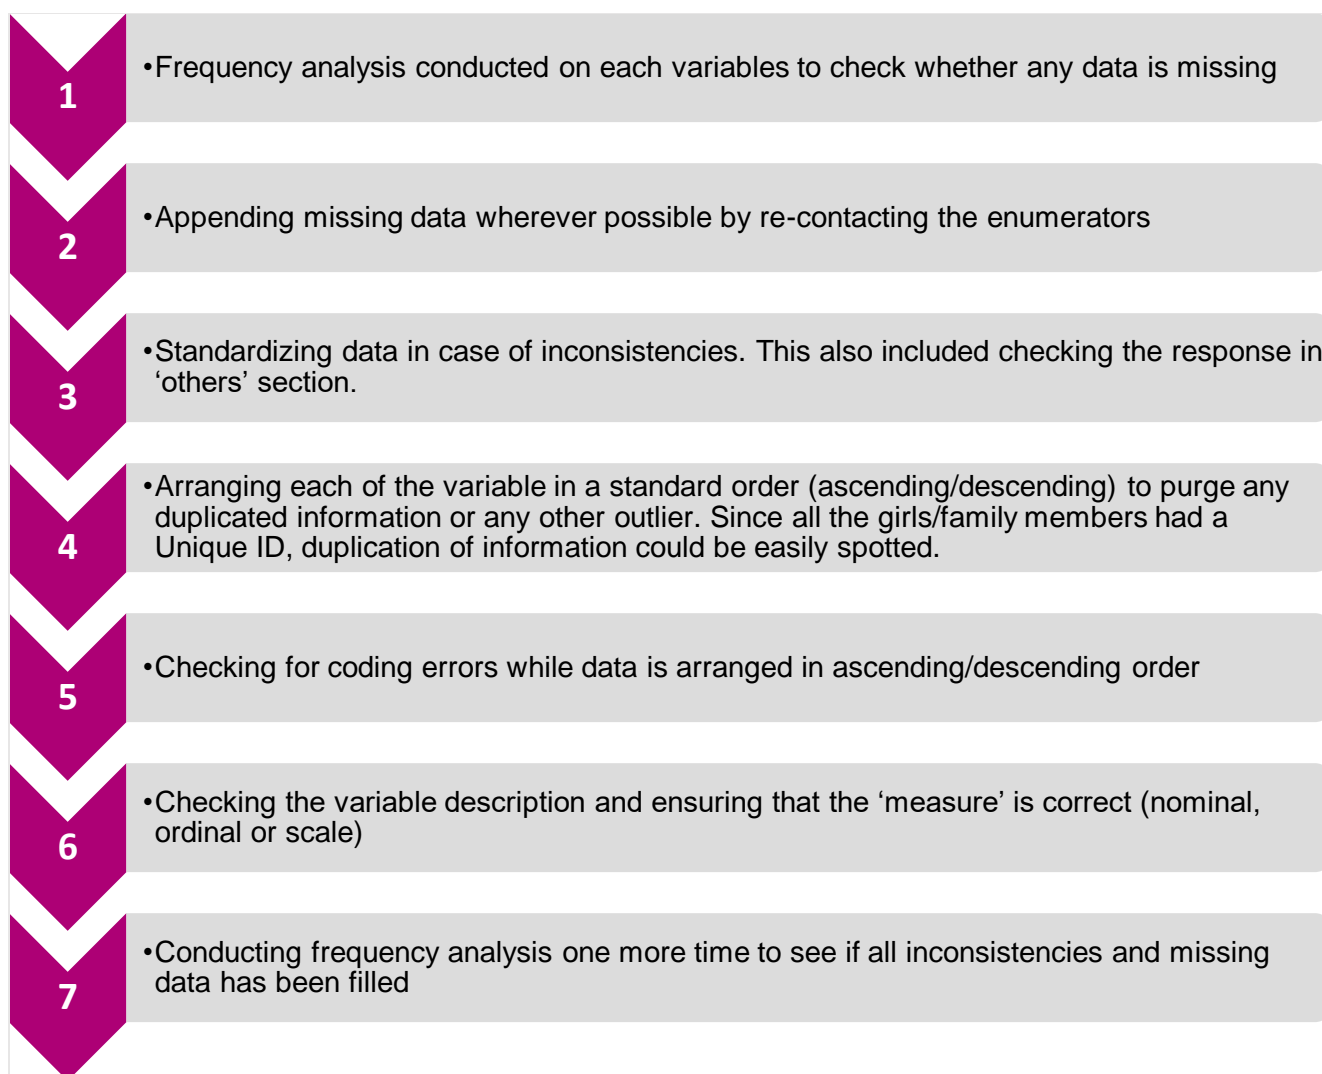 1
•Frequency analysis conducted on each variables to check whether any data is missing
2
•Appending missing data wherever possible by re-contacting the enumerators
3
•Standardizing data in case of inconsistencies. This also included checking the response in
‘others’ section.
4
•Arranging each of the variable in a standard order (ascending/descending) to purge any
duplicated information or any other outlier. Since all the girls/family members had a
Unique ID, duplication of information could be easily spotted.
5
•Checking for coding errors while data is arranged in ascending/descending order
6
•Checking the variable description and ensuring that the ‘measure’ is correct (nominal,
ordinal or scale)
7
•Conducting frequency analysis one more time to see if all inconsistencies and missing
data has been filled